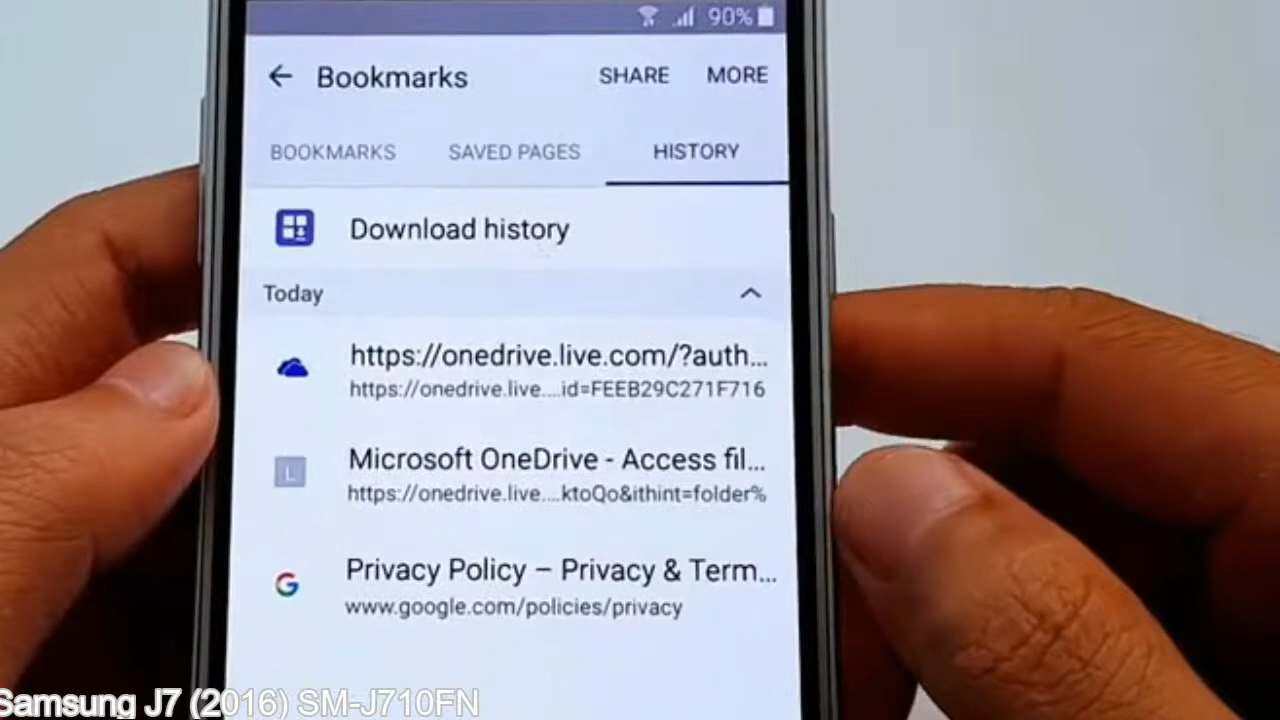 90%
Bookmarks SHARE MORE
BOOKMARKS SAVED PAGES HISTORY
Download history
Today
https://onedrive.live.com/?auth...
https://onedrive.live....id=FEEB29C271F716
L
Microsoft OneDrive - Access fil...
https://onedrive.live....ktoQo&ithint=folder%
G
Privacy Policy – Privacy & Term...
www.google.com/policies/privacy
Samsung J7 (2016) SM-J710FN